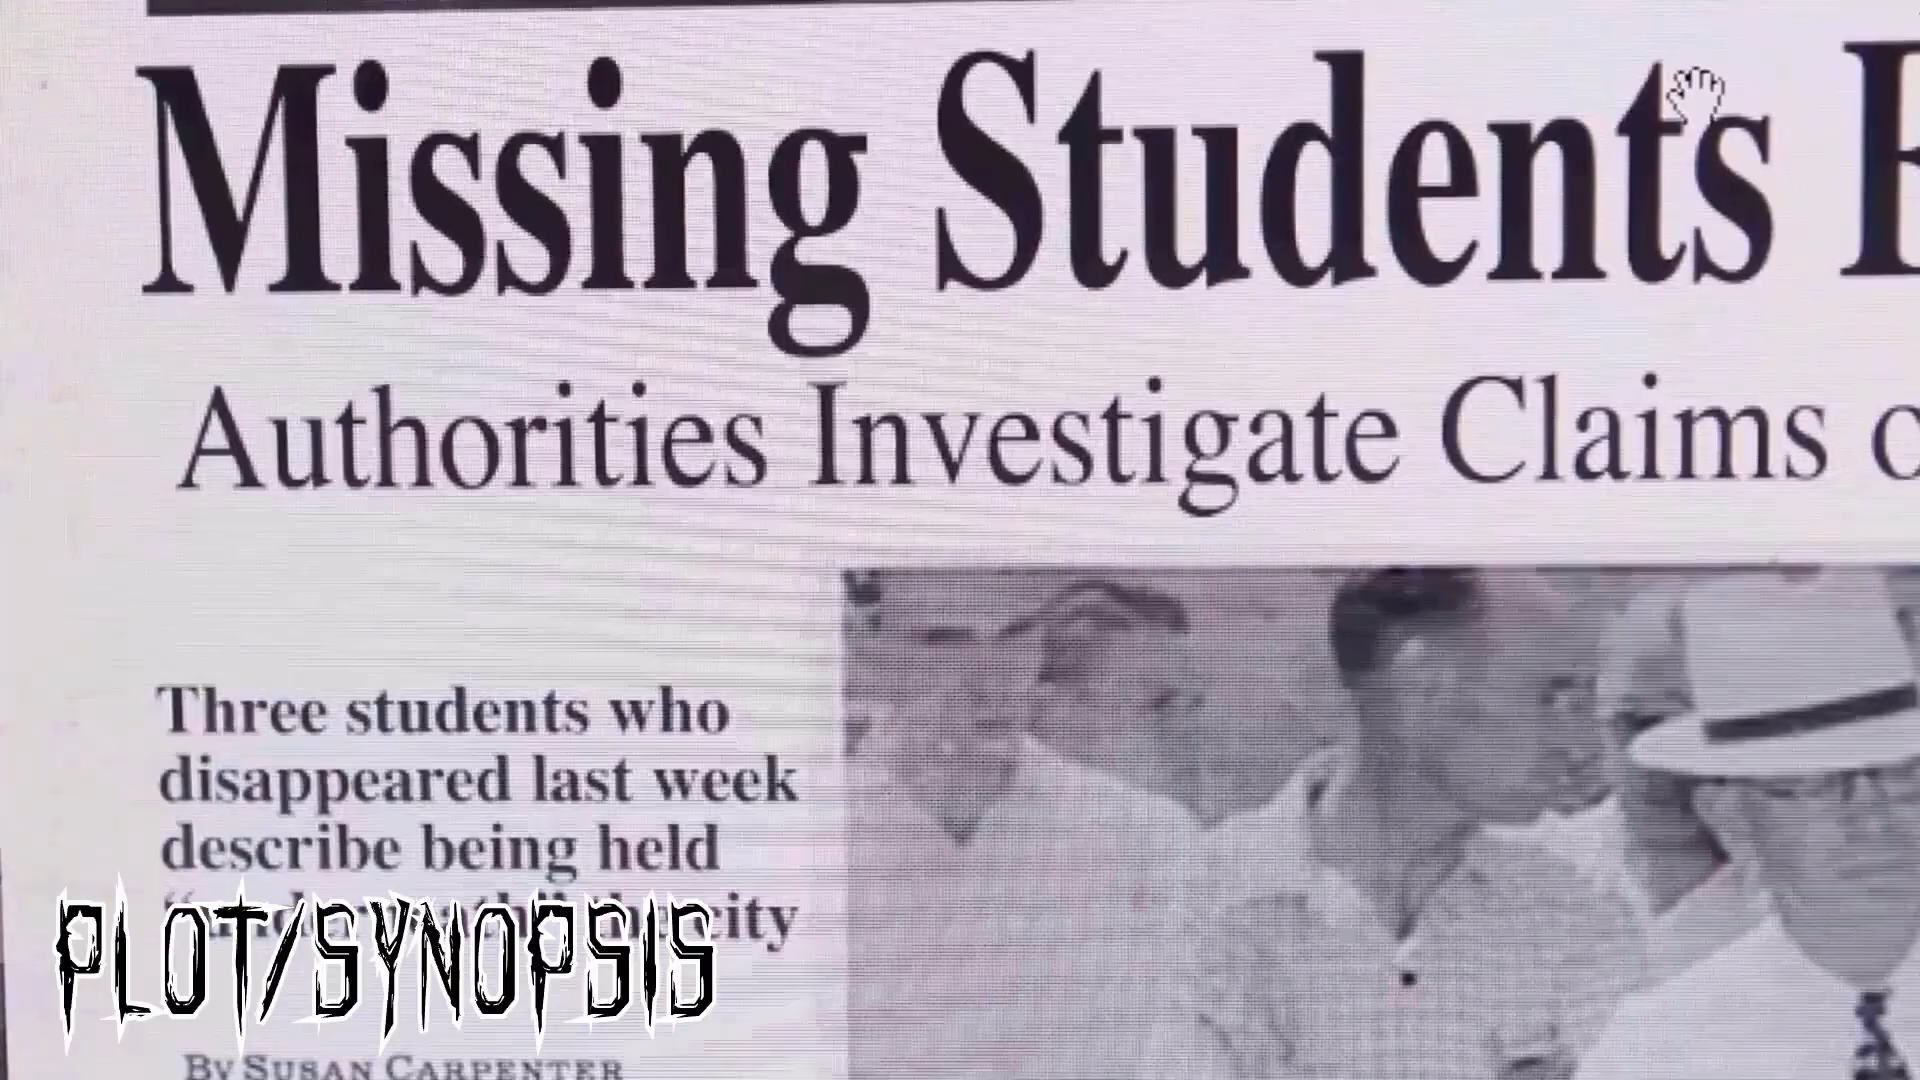 Missing Students
Authorities Investigate Claims
Three students who
disappeared last week
describe being held
city
PLOT/SYNOPSIS
By SUSAN CARPENTER